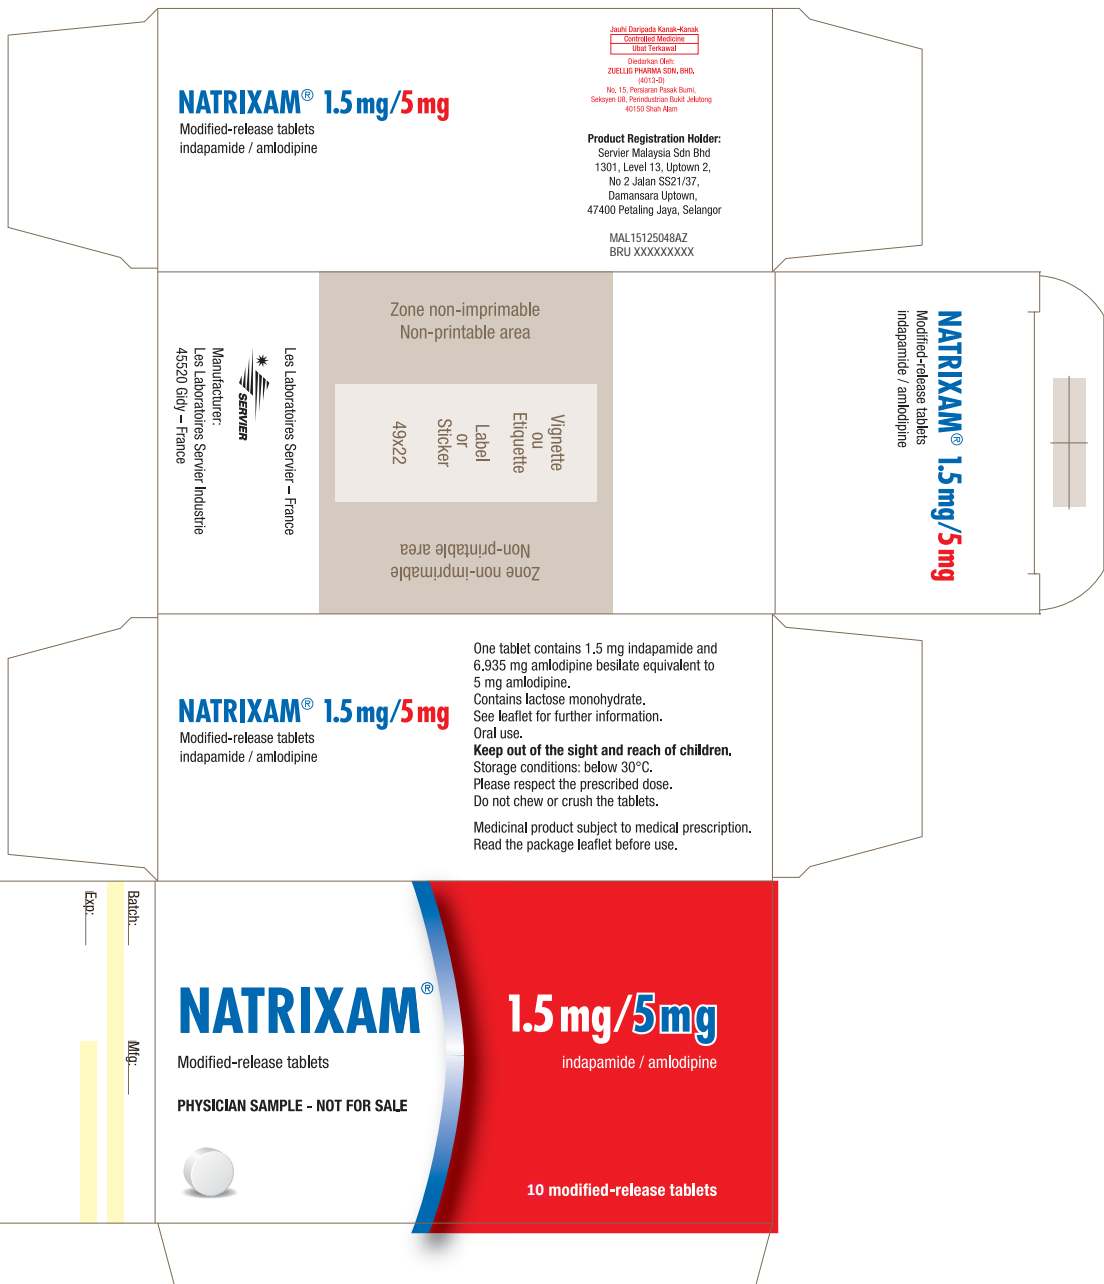 NATRIXAM® 1.5 mg/5 mg
Modified-release tablets
indapamide / amlodipine
Jauhi Daripada Kanak-Kanak
Controlled Medicine
Ubat Terkawal
Diedarkan Oleh:
ZUELLIG PHARMA SDN. BHD.
(4013-D)
No. 15, Persiaran Pasak Bumi,
Seksyen U8, Perindustrian Bukit Jelutong
40150 Shah Alam
Product Registration Holder:
Servier Malaysia Sdn Bhd
1301, Level 13, Uptown 2,
No 2 Jalan SS21/37,
Damansara Uptown,
47400 Petaling Jaya, Selangor
MAL15125048AZ
BRU XXXXXXXXX
Les Laboratoires Servier – France
SERVIER
Manufacturer:
Les Laboratoires Servier Industrie
45520 Gidy – France
Zone non-imprimable
Non-printable area
Vignette
ou
Etiquette
Label
or
Sticker
49x22
Zone non-imprimable
Non-printable area
NATRIXAM® 1.5 mg/5 mg
Modified-release tablets
indapamide / amlodipine
NATRIXAM® 1.5 mg/5 mg
Modified-release tablets
indapamide / amlodipine
One tablet contains 1.5 mg indapamide and
6.935 mg amlodipine besilate equivalent to
5 mg amlodipine.
Contains lactose monohydrate.
See leaflet for further information.
Oral use.
Keep out of the sight and reach of children.
Storage conditions: below 30°C.
Please respect the prescribed dose.
Do not chew or crush the tablets.
Medicinal product subject to medical prescription.
Read the package leaflet before use.
Batch:
Mfg:
Exp:
NATRIXAM®
Modified-release tablets
PHYSICIAN SAMPLE - NOT FOR SALE
1.5 mg/5 mg
indapamide / amlodipine
10 modified-release tablets